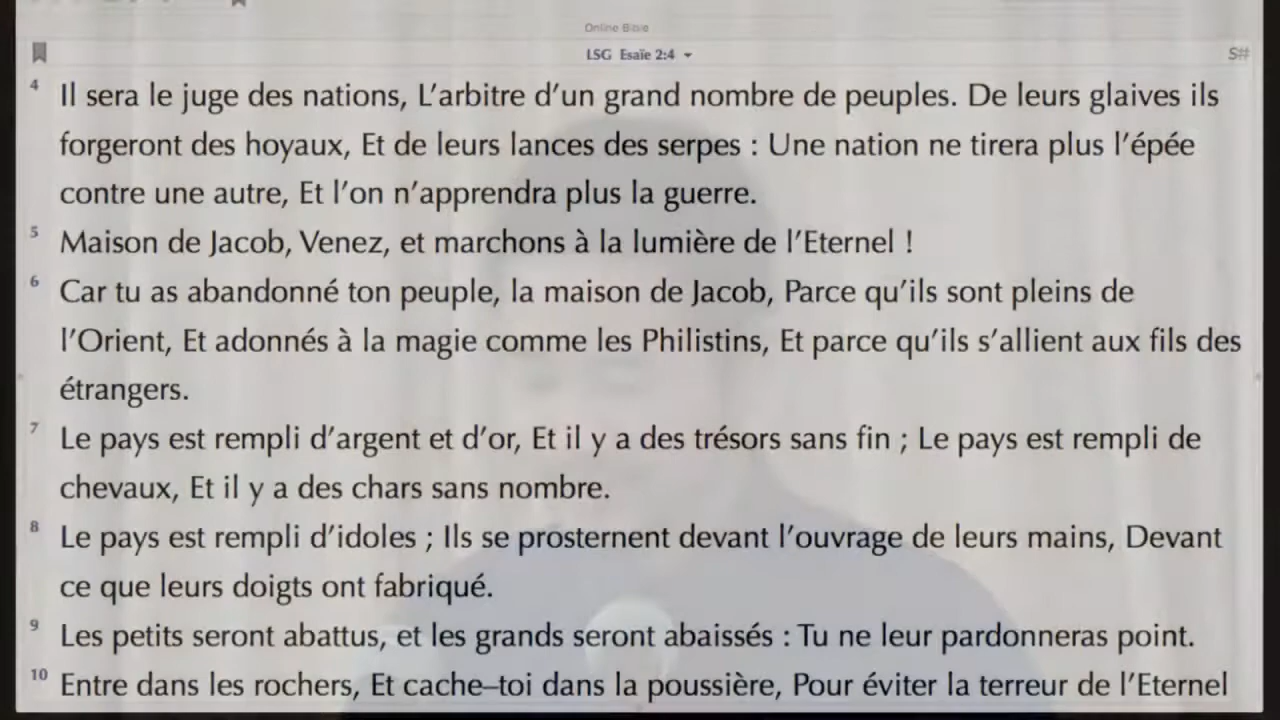 Online Bible
LSG Esaïe 2:4
S#
4 Il sera le juge des nations, L’arbitre d’un grand nombre de peuples. De leurs glaives ils
forgeront des hoyaux, Et de leurs lances des serpes : Une nation ne tirera plus l’épée
contre une autre, Et l’on n’apprendra plus la guerre.
5 Maison de Jacob, Venez, et marchons à la lumière de l’Eternel !
6 Car tu as abandonné ton peuple, la maison de Jacob, Parce qu’ils sont pleins de
l’Orient, Et adonnés à la magie comme les Philistins, Et parce qu’ils s’allient aux fils des
étrangers.
7 Le pays est rempli d’argent et d’or, Et il y a des trésors sans fin ; Le pays est rempli de
chevaux, Et il y a des chars sans nombre.
8 Le pays est rempli d’idoles ; Ils se prosternent devant l’ouvrage de leurs mains, Devant
ce que leurs doigts ont fabriqué.
9 Les petits seront abattus, et les grands seront abaissés : Tu ne leur pardonneras point.
10 Entre dans les rochers, Et cache–toi dans la poussière, Pour éviter la terreur de l’Eternel